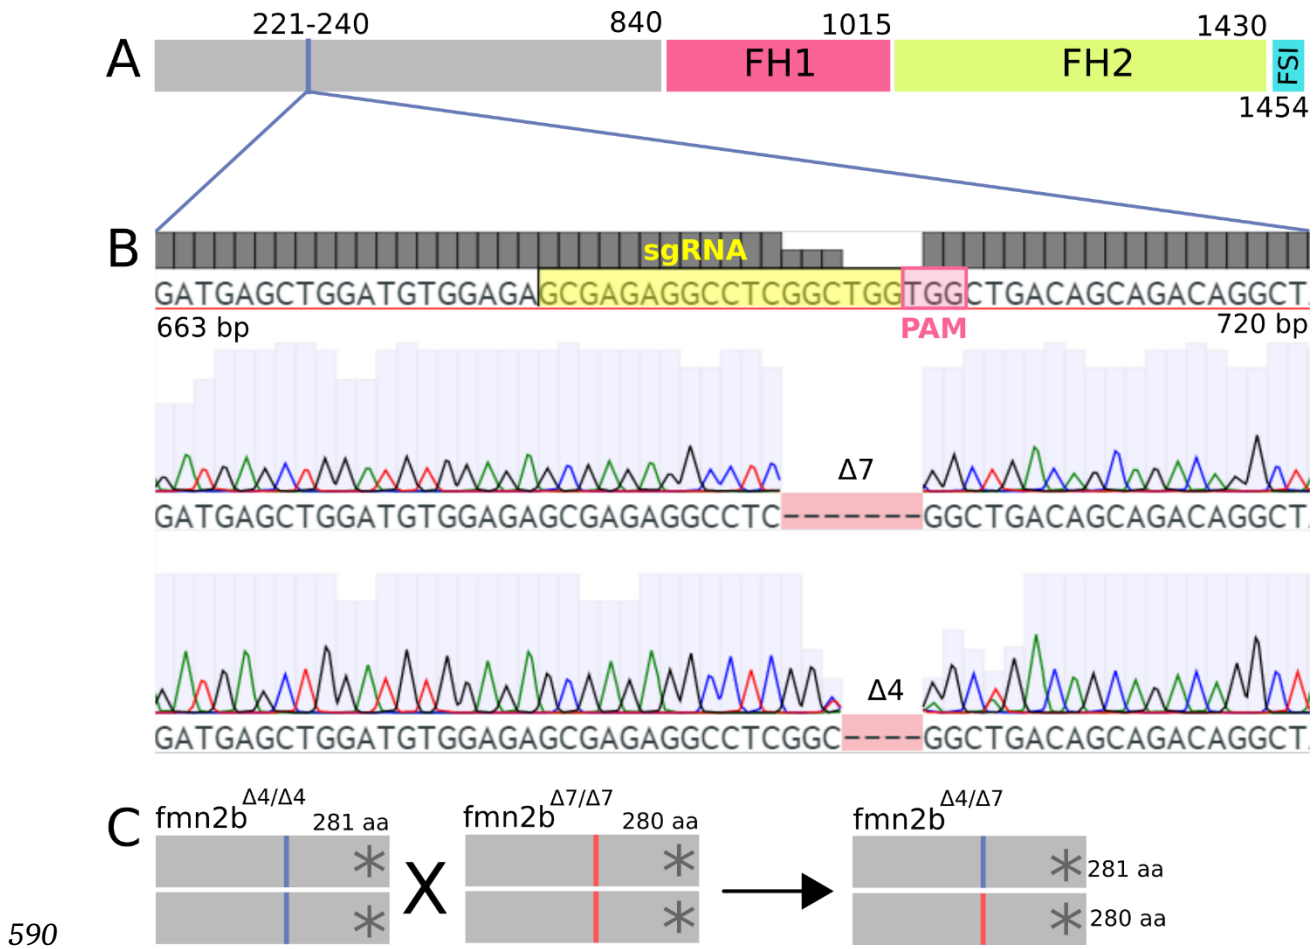 221-240
840
1015
1430
A
FH1
FH2
FSI
1454
B
sgRNA
GATGAGCTGGATGTGGAGAGCGAGAGGCCTCGGCTGGTGGCTGACAGCAGACAGGCT
663 bp
PAM
720 bp
Δ7
GATGAGCTGGATGTGGAGAGCGAGAGGCCTC-------GGCTGACAGCAGACAGGCT
Δ4
GATGAGCTGGATGTGGAGAGCGAGAGGCCTCGGC----GGCTGACAGCAGACAGGCT
C
fmn2b Δ4/Δ4
281 aa
X
fmn2b Δ7/Δ7
280 aa
fmn2b Δ4/Δ7
281 aa
280 aa
590